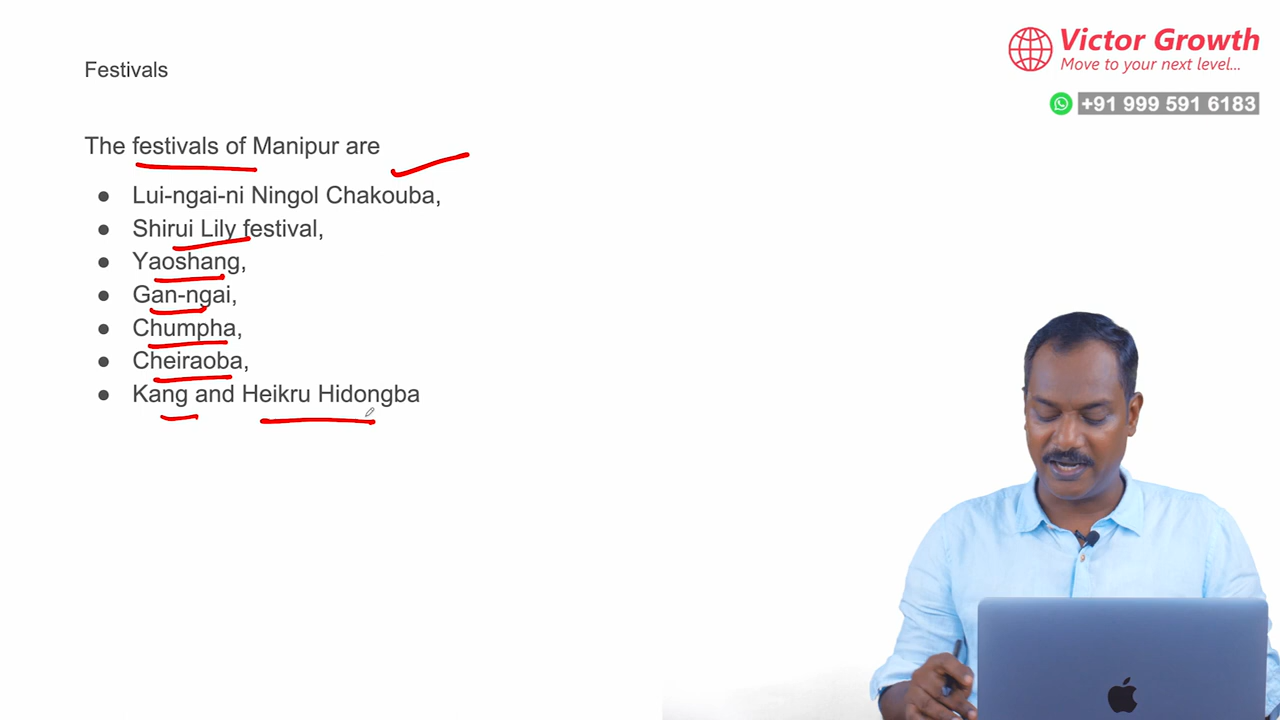 Victor Growth
Move to your next level...
+91 999 591 6183
Festivals
The festivals of Manipur are
● Lui-ngai-ni Ningol Chakouba,
● Shirui Lily festival,
● Yaoshang,
● Gan-ngai,
● Chumpha,
● Cheiraoba,
● Kang and Heikru Hidongba